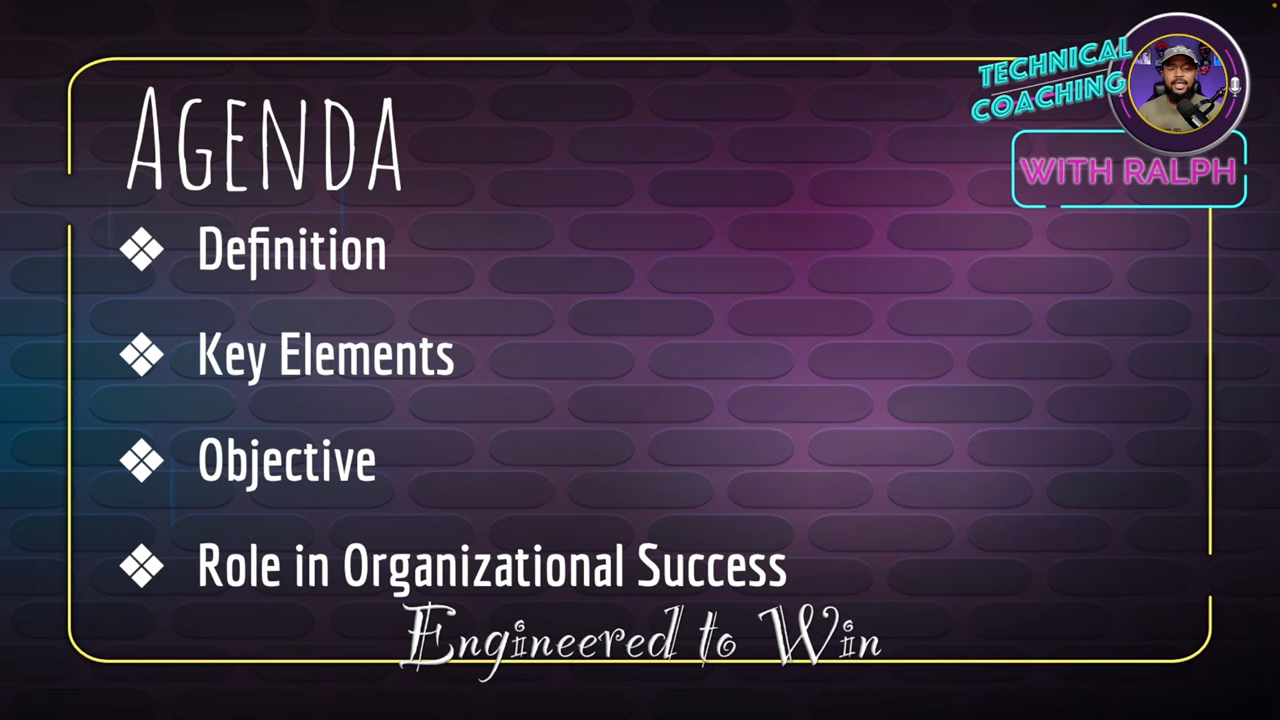 TECHNICAL
COACHING
WITH RALPH
AGENDA
❖ Definition
❖ Key Elements
❖ Objective
❖ Role in Organizational Success
Engineered to Win